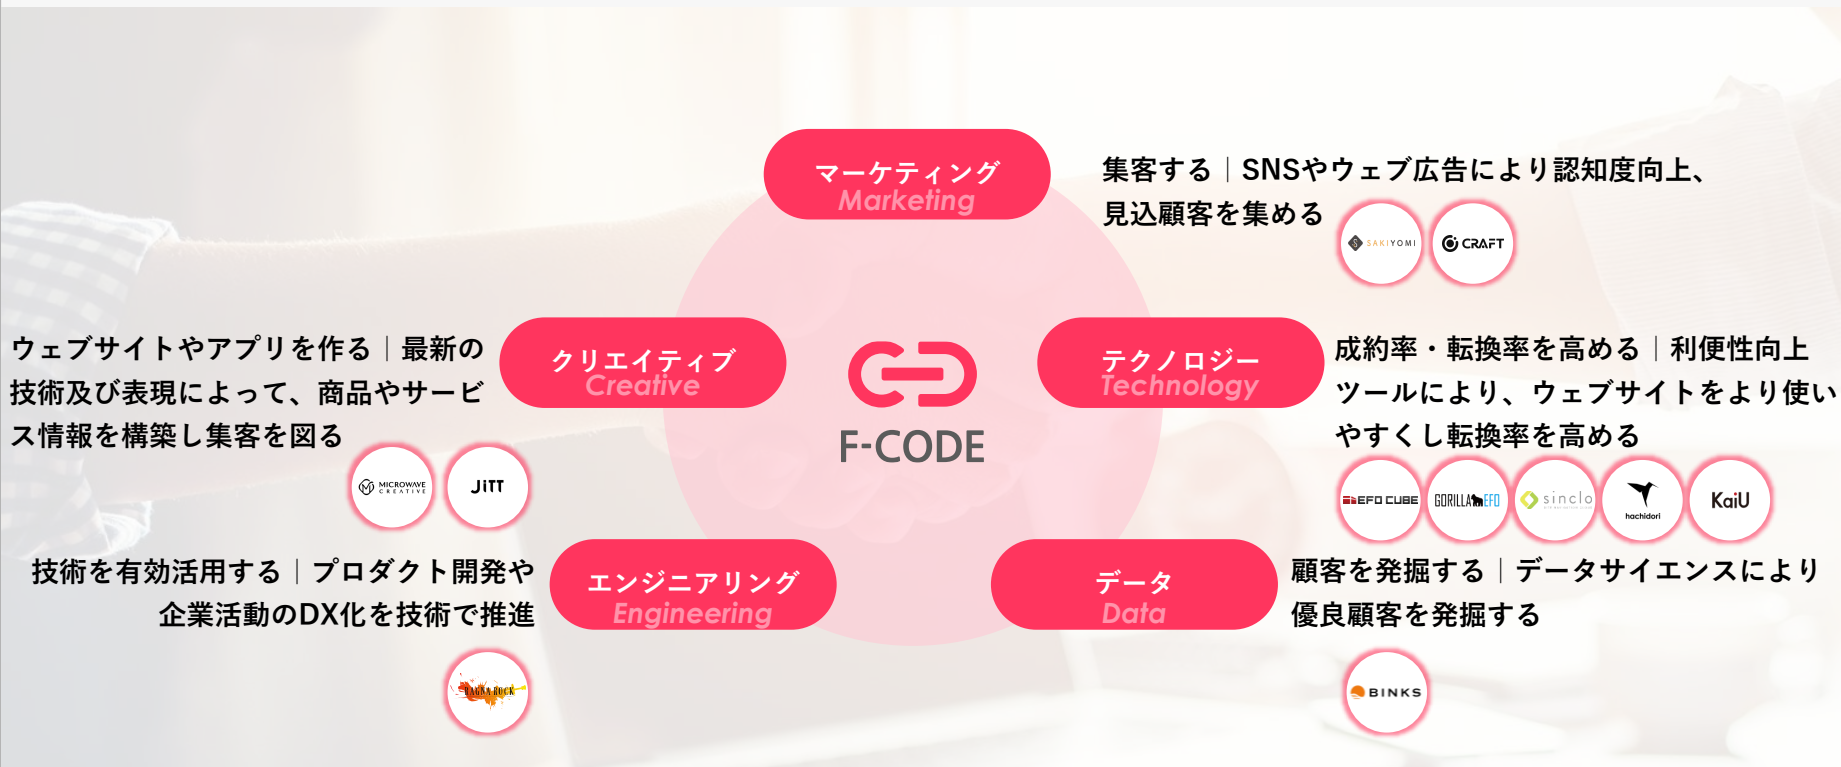 マーケティング
Marketing
集客する｜SNSやウェブ広告により認知度向上、
見込顧客を集める
SAKIYOMI
CRAFT
ウェブサイトやアプリを作る｜最新の
技術及び表現によって、商品やサービ
ス情報を構築し集客を図る
MICROWAVE
CREATIVE
JiTT
クリエイティブ
Creative
F-CODE
テクノロジー
Technology
成約率・転換率を高める｜利便性向上
ツールにより、ウェブサイトをより使い
やすくし転換率を高める
EFO CUBE
GORILLA EFO
sinclo
hachidori
KaiU
技術を有効活用する｜プロダクト開発や
企業活動のDX化を技術で推進
RAGNA ROCK
エンジニアリング
Engineering
データ
Data
顧客を発掘する｜データサイエンスにより
優良顧客を発掘する
BINKS